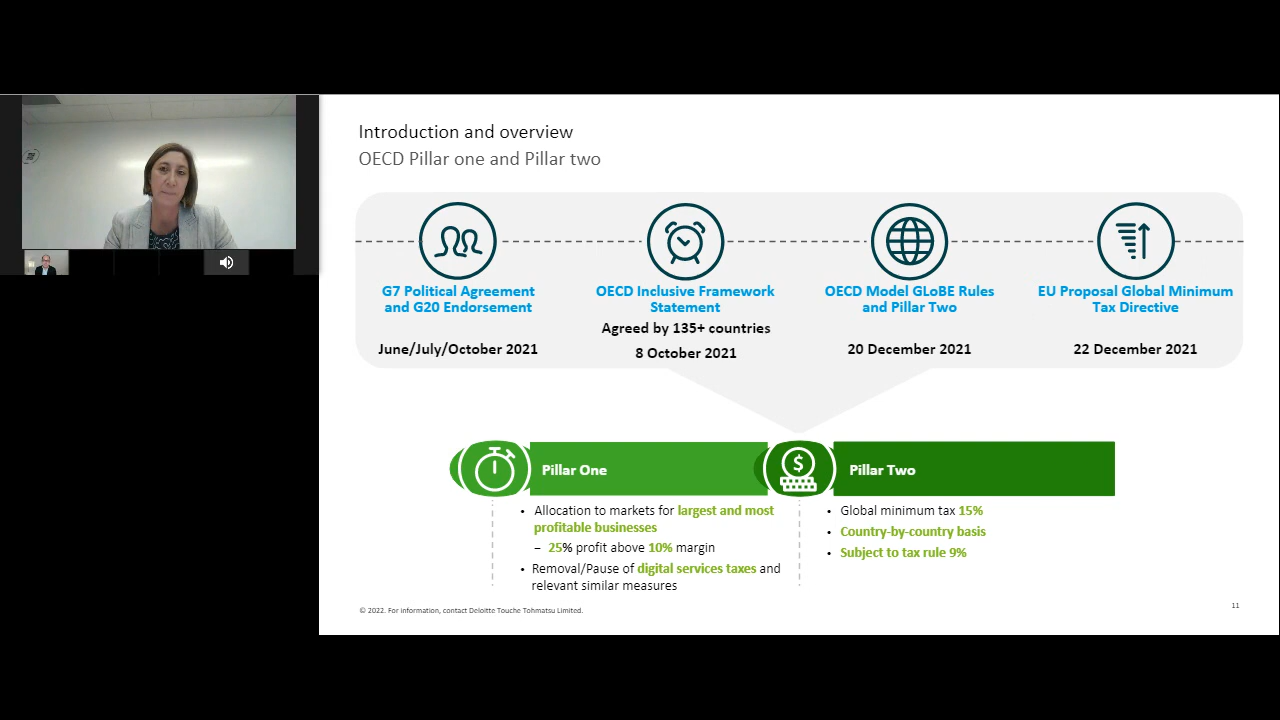 Introduction and overview
OECD Pillar one and Pillar two
G7 Political Agreement
and G20 Endorsement
June/July/October 2021
OECD Inclusive Framework
Statement
Agreed by 135+ countries
8 October 2021
OECD Model GLoBE Rules
and Pillar Two
20 December 2021
EU Proposal Global Minimum
Tax Directive
22 December 2021
Pillar One
• Allocation to markets for largest and most
profitable businesses
– 25% profit above 10% margin
• Removal/Pause of digital services taxes and
relevant similar measures
Pillar Two
• Global minimum tax 15%
• Country-by-country basis
• Subject to tax rule 9%
© 2022. For information, contact Deloitte Touche Tohmatsu Limited.
11